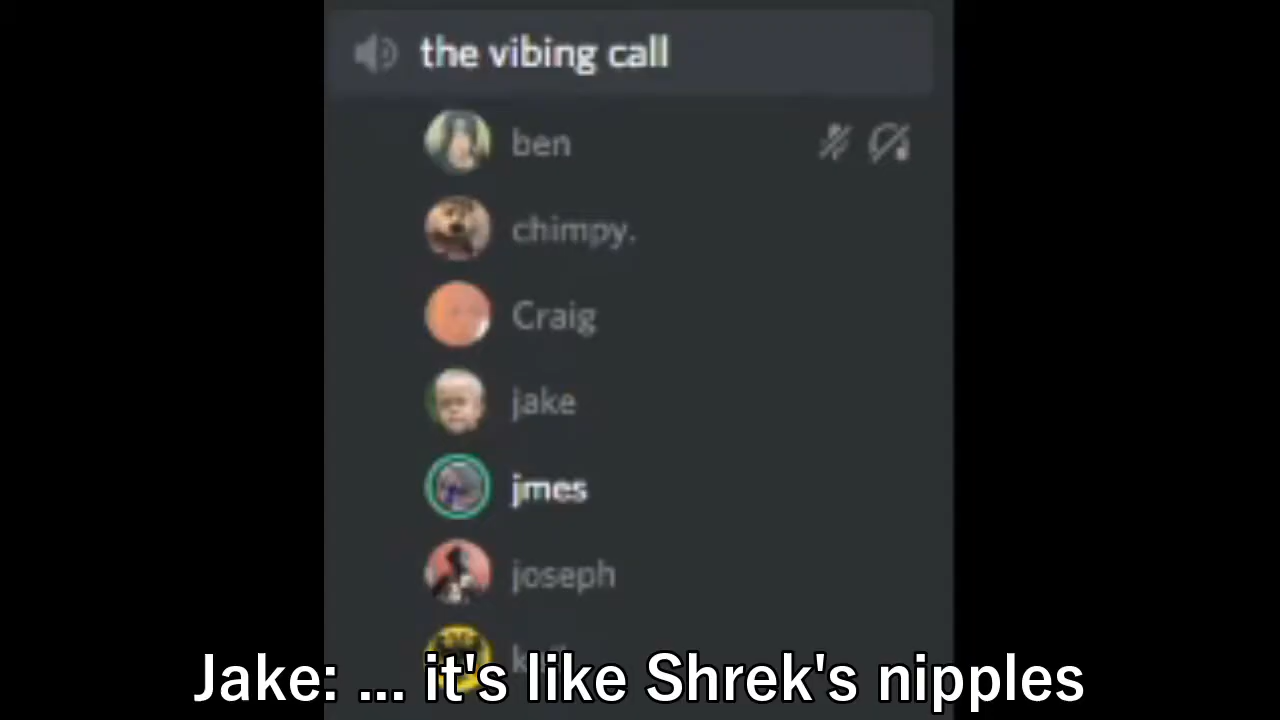 the vibing call
ben
chimpy.
Craig
jake
jmes
joseph
Jake: ... it's like Shrek's nipples